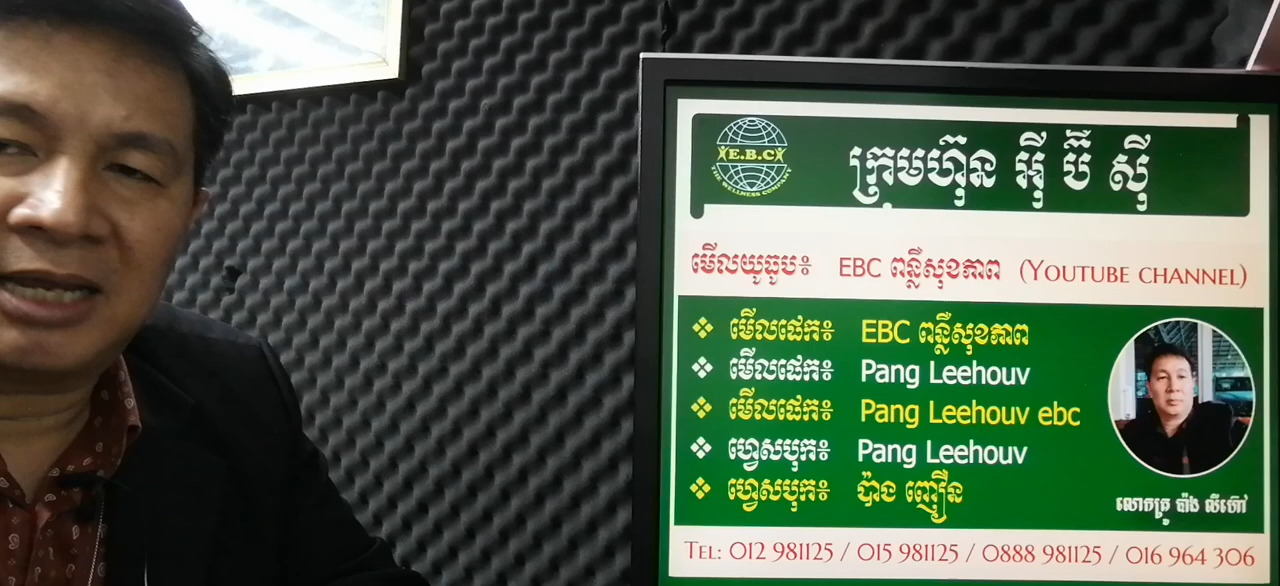 E.B.C
THE WELLNESS COMPANY
ក្រុមហ៊ុន អ៊ី ប៊ី ស៊ី
មើលយូធូប៖ EBC ពន្លឺសុខភាព (YOUTUBE CHANNEL)
មើលផេក៖ EBC ពន្លឺសុខភាព
មើលផេក៖ Pang Leehouv
មើលផេក៖ Pang Leehouv ebc
ហ្វេសបុក៖ Pang Leehouv
ហ្វេសបុក៖ ប៉ាង ញឿន
លោកគ្រូ ប៉ាង លីហ៊ៅ
TEL: 012 981125 / 015 981125 / 0888 981125 / 016 964 306